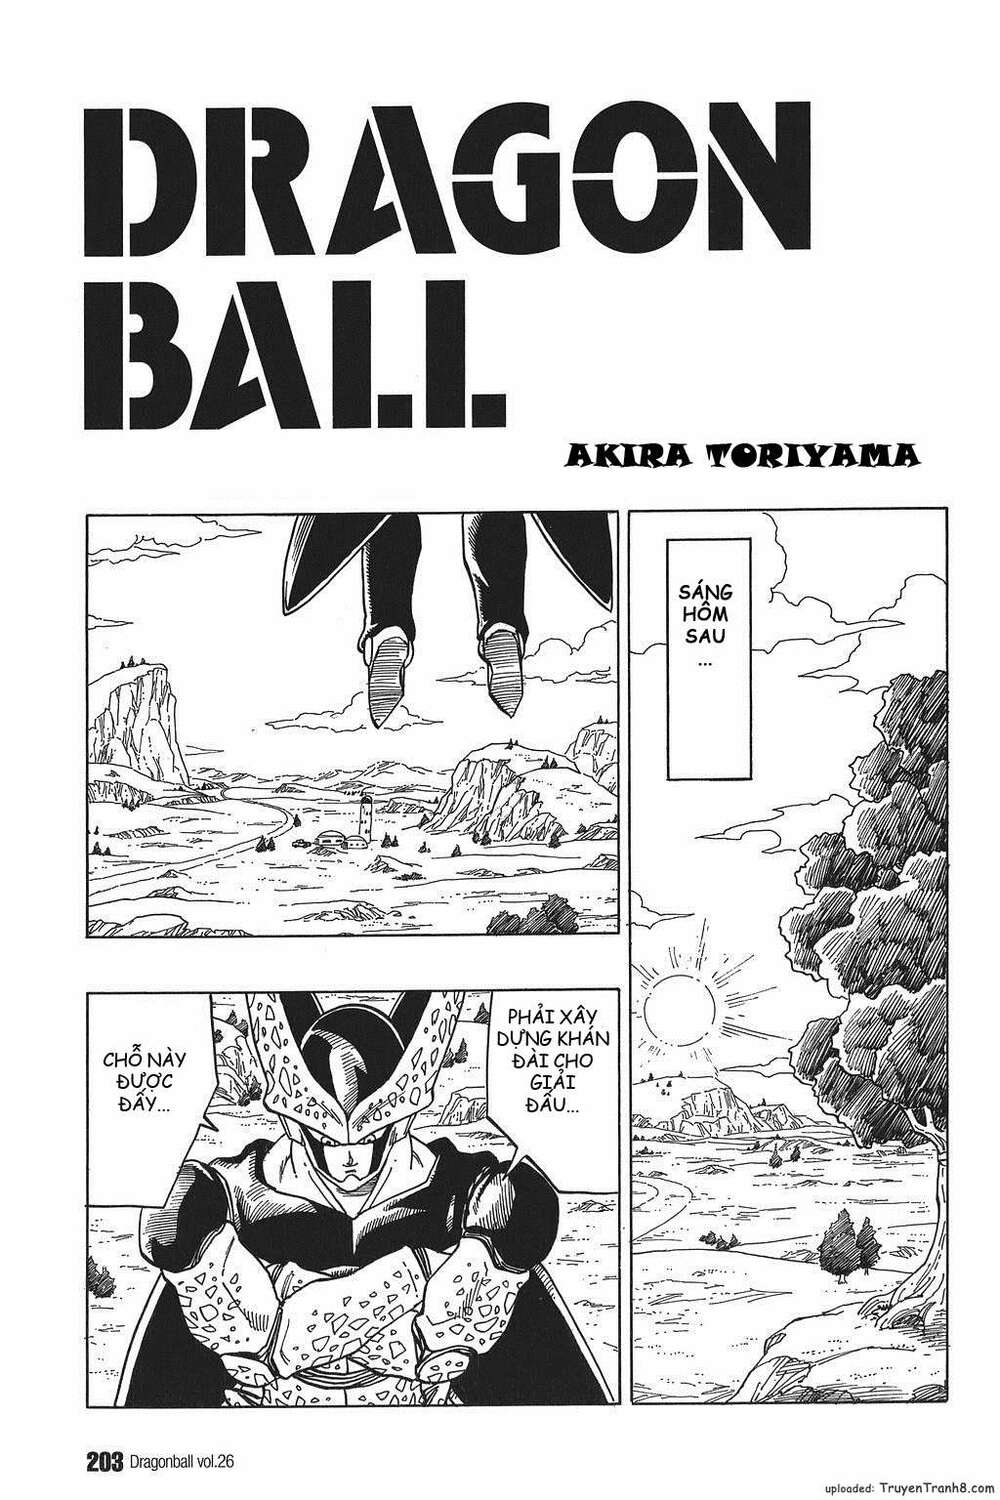 DRAGON
BALL
AKIRA TORIYAMA
SÁNG
HÔM
SAU
...
CHỖ NÀY
ĐƯỢC
ĐẤY...
PHẢI XÂY
DỰNG KHÁN
ĐÀI CHO
GIẢI
ĐẤU...
203 Dragonball vol.26
uploaded: TruyenTranh8.com